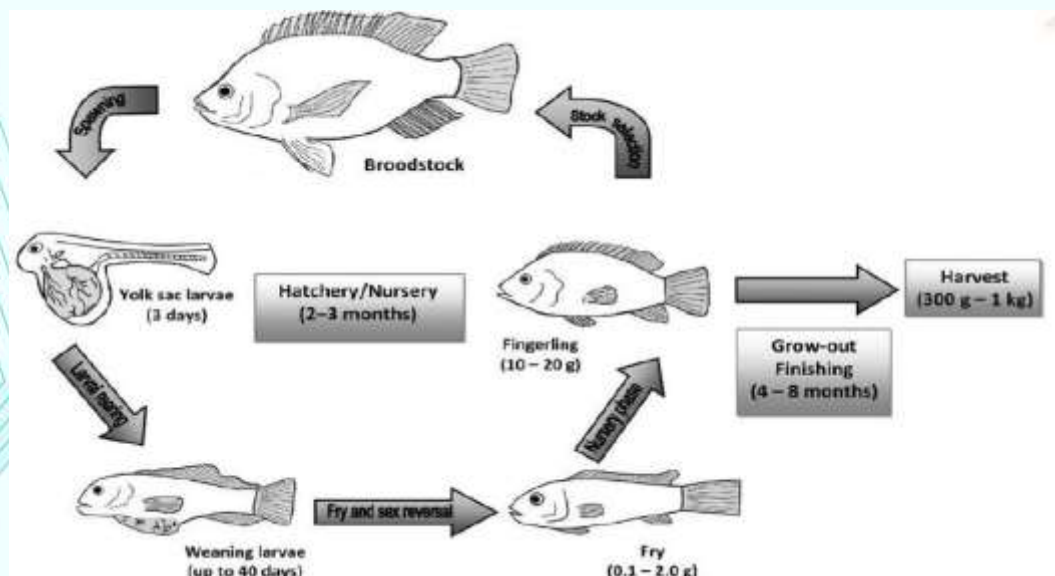 Spawning
Stock selection
Broodstock
Yolk sac larvae
(3 days)
Hatchery/Nursery
(2–3 months)
Fingerling
(10 – 20 g)
Harvest
(300 g – 1 kg)
Grow-out
Finishing
(4 – 8 months)
Larval rearing
Nursery phase
Fry and sex reversal
Weaning larvae
(up to 40 days)
Fry
(0.1 – 2.0 g)